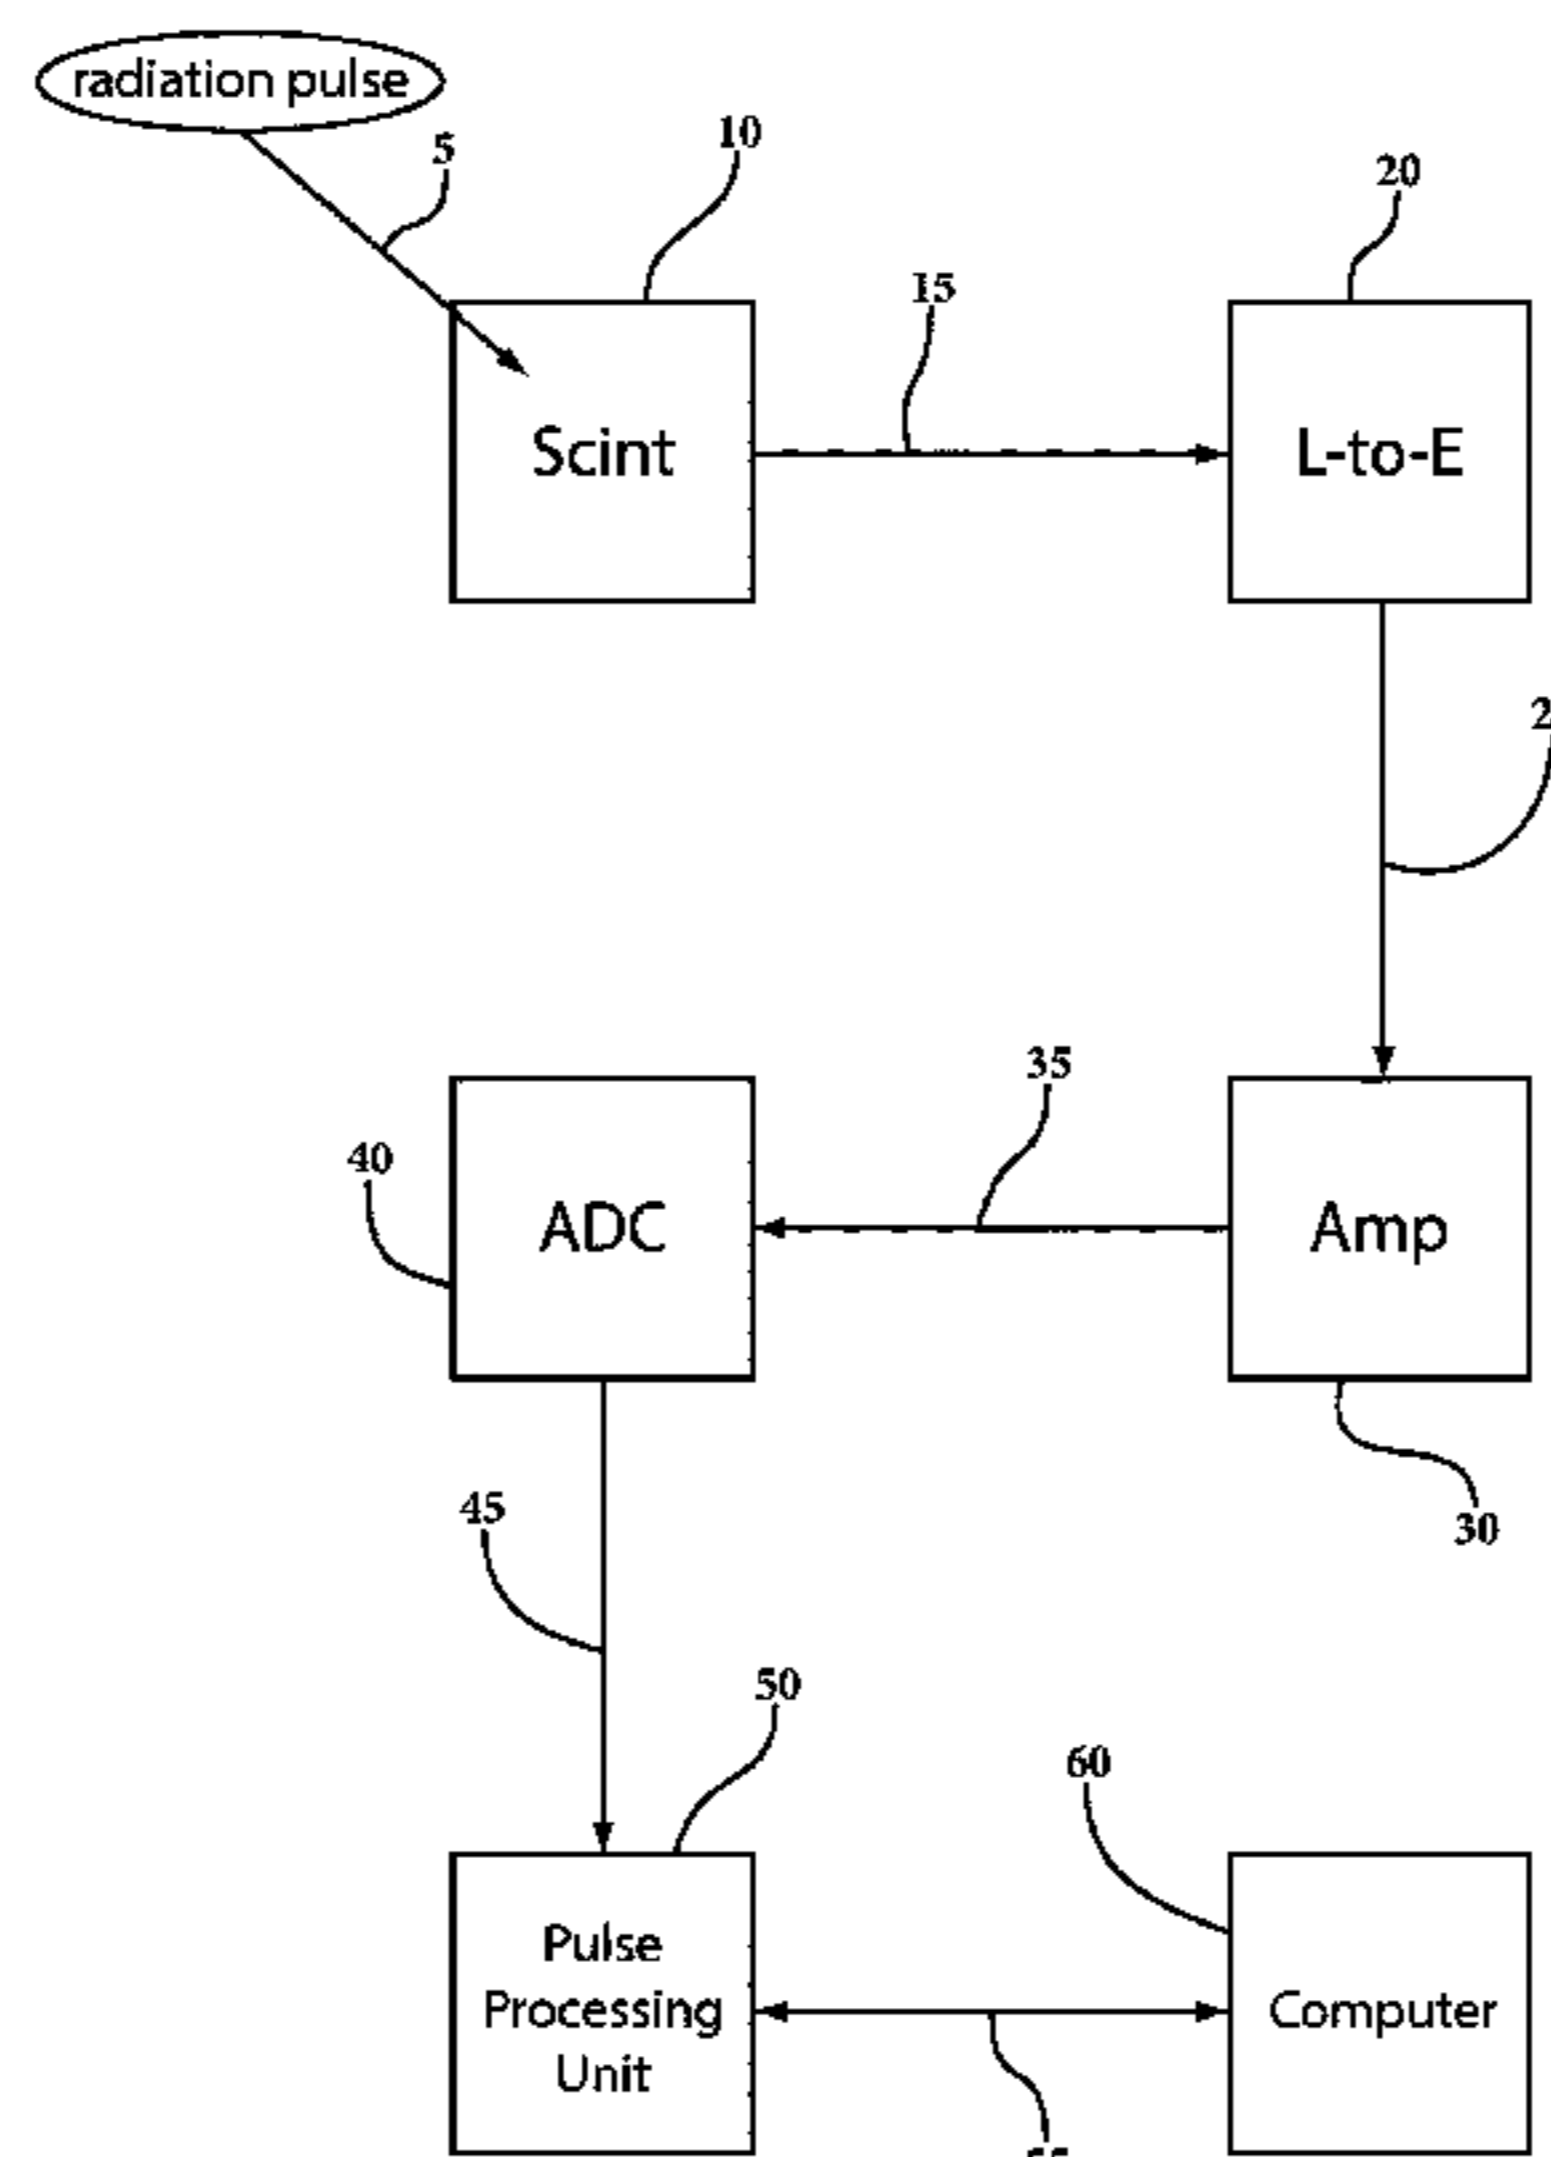 radiation pulse
5
10
20
15
Scint
L-to-E
35
40
ADC
Amp
45
30
50
60
Pulse
Processing
Unit
Computer